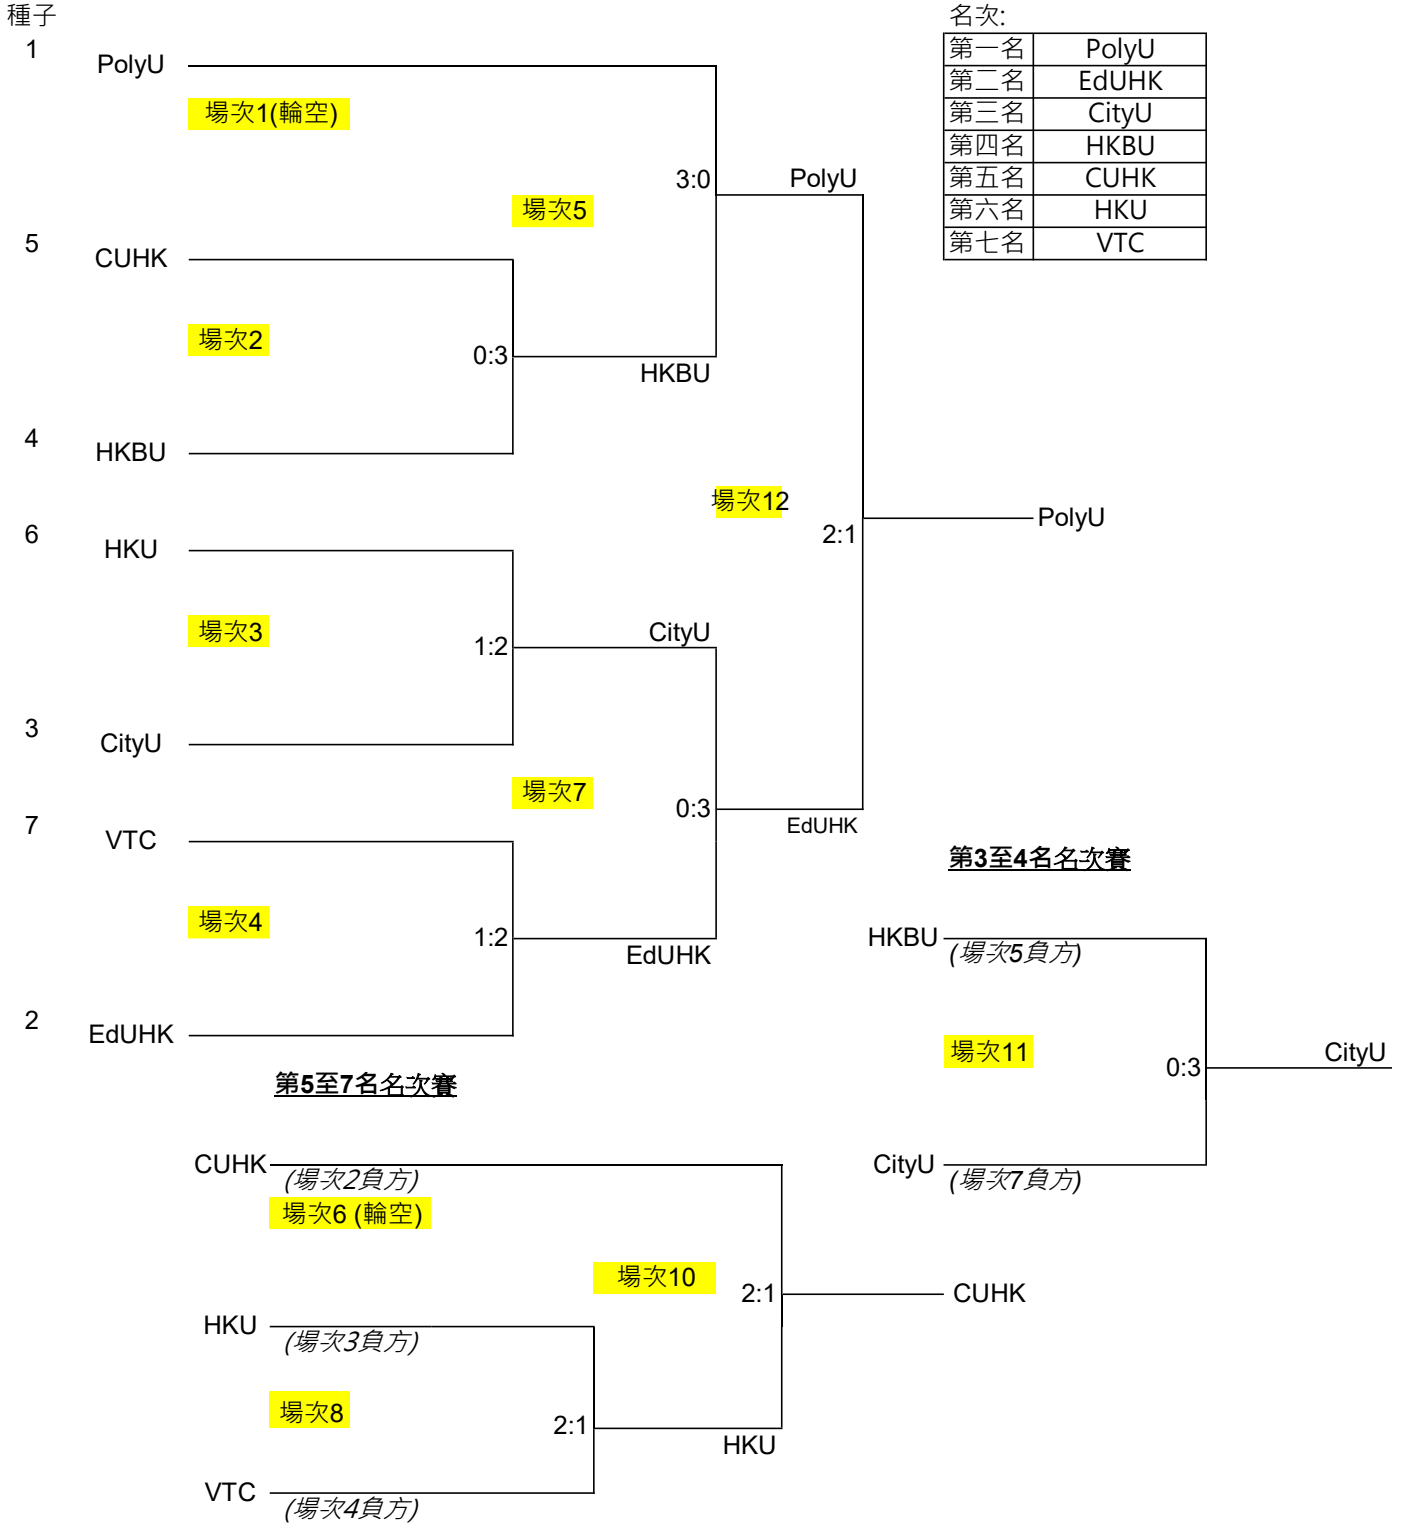 種子
名次:
1
PolyU
第一名 PolyU
第二名 EdUHK
第三名 CityU
第四名 HKBU
第五名 CUHK
第六名 HKU
第七名 VTC
場次1(輪空)
3:0
PolyU
場次5
5
CUHK
場次2
0:3
HKBU
4
HKBU
場次12
2:1
PolyU
6
HKU
場次3
1:2
CityU
3
CityU
場次7
0:3
EdUHK
7
VTC
場次4
1:2
EdUHK
2
EdUHK
第3至4名名次賽
HKBU
(場次5負方)
場次11
0:3
CityU
CityU
(場次7負方)
第5至7名名次賽
CUHK
(場次2負方)
場次6 (輪空)
場次10
2:1
CUHK
HKU
(場次3負方)
場次8
2:1
HKU
VTC
(場次4負方)